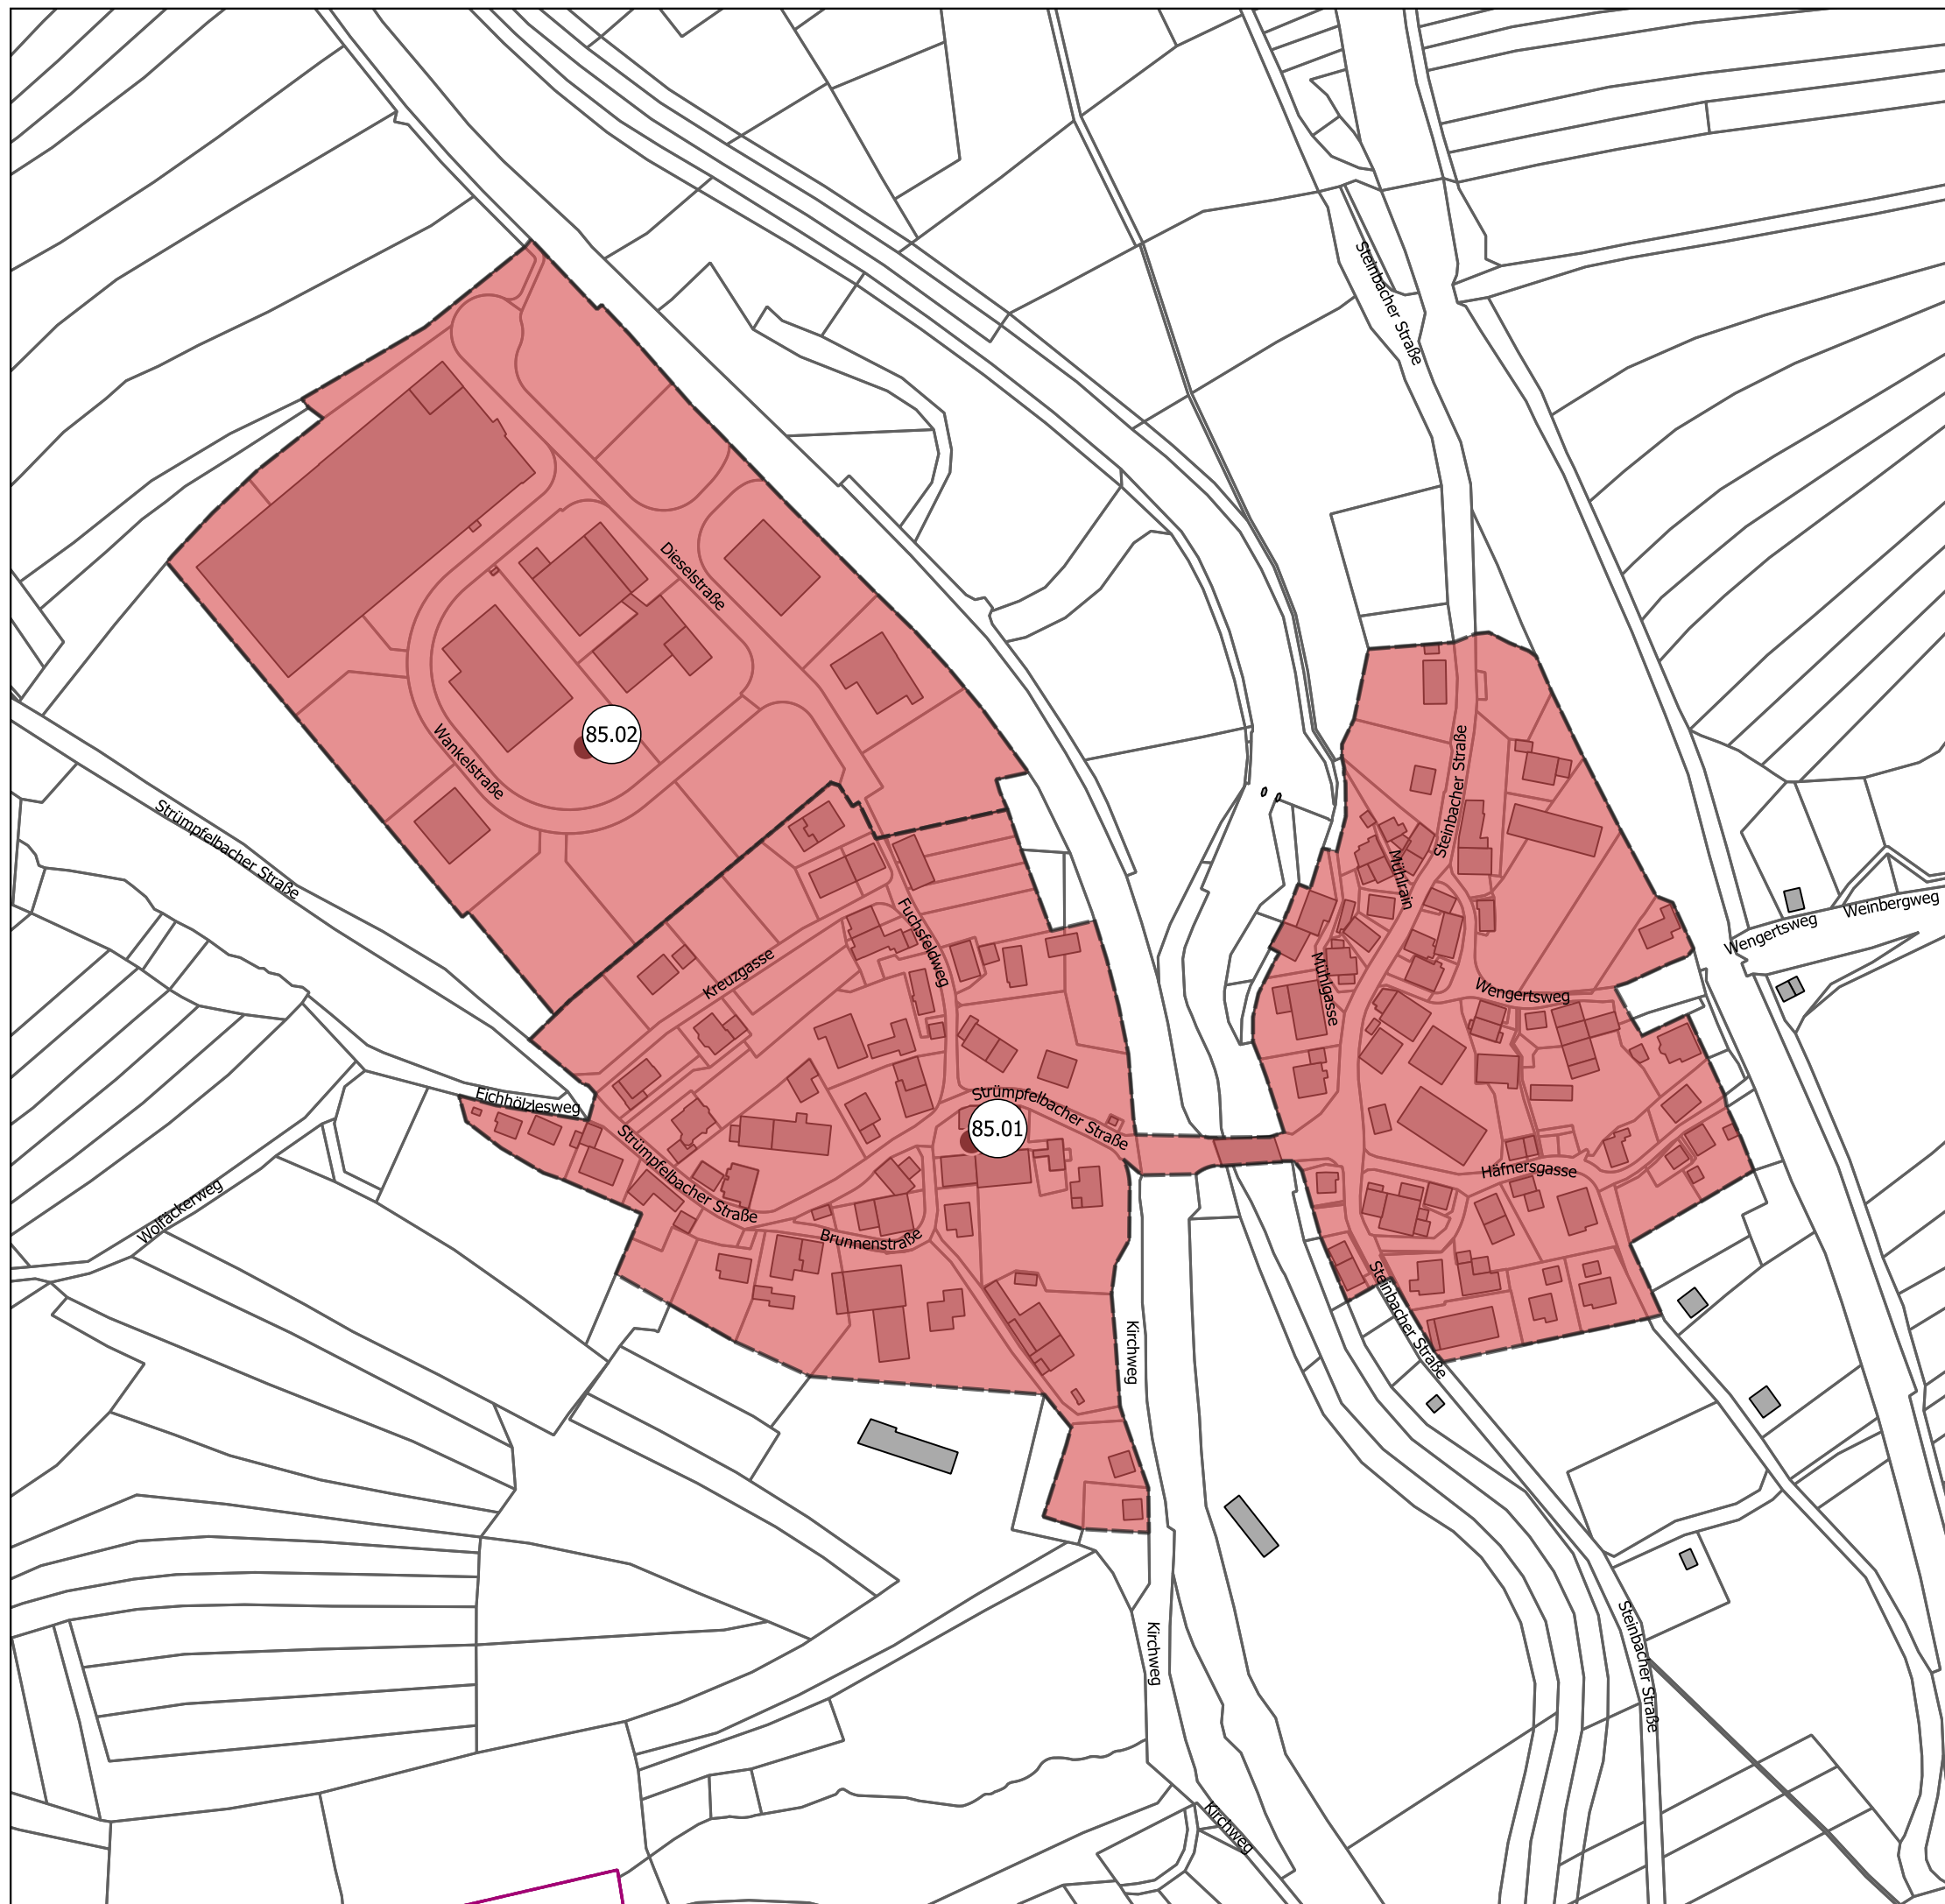 Steinbacher Straße
Dieselstraße
85.02
Wankelstraße
Steinbacher Straße
Strümpfelbacher Straße
Mühlrain
Fuchsfeldweg
Weinbergweg
Wengertsweg
Kreuzgasse
Mühlgasse
Wengertsweg
Eichhölzlesweg
Strümpfelbacher Straße
85.01
Strümpfelbacher Straße
Häfnersgasse
Wolfäckerweg
Brunnenstraße
Steinbacher Straße
Kirchweg
Steinbacher Straße
Kirchweg
Kirchweg